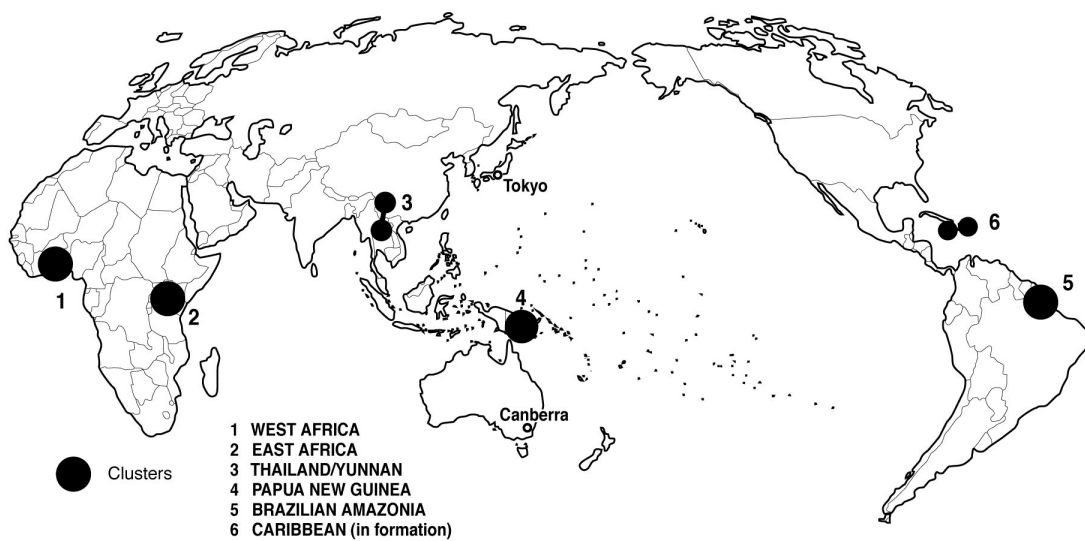 3
Tokyo
6
5
4
1
2
Canberra
1 WEST AFRICA
2 EAST AFRICA
3 THAILAND/YUNNAN
4 PAPUA NEW GUINEA
5 BRAZILIAN AMAZONIA
6 CARIBBEAN (in formation)
Clusters